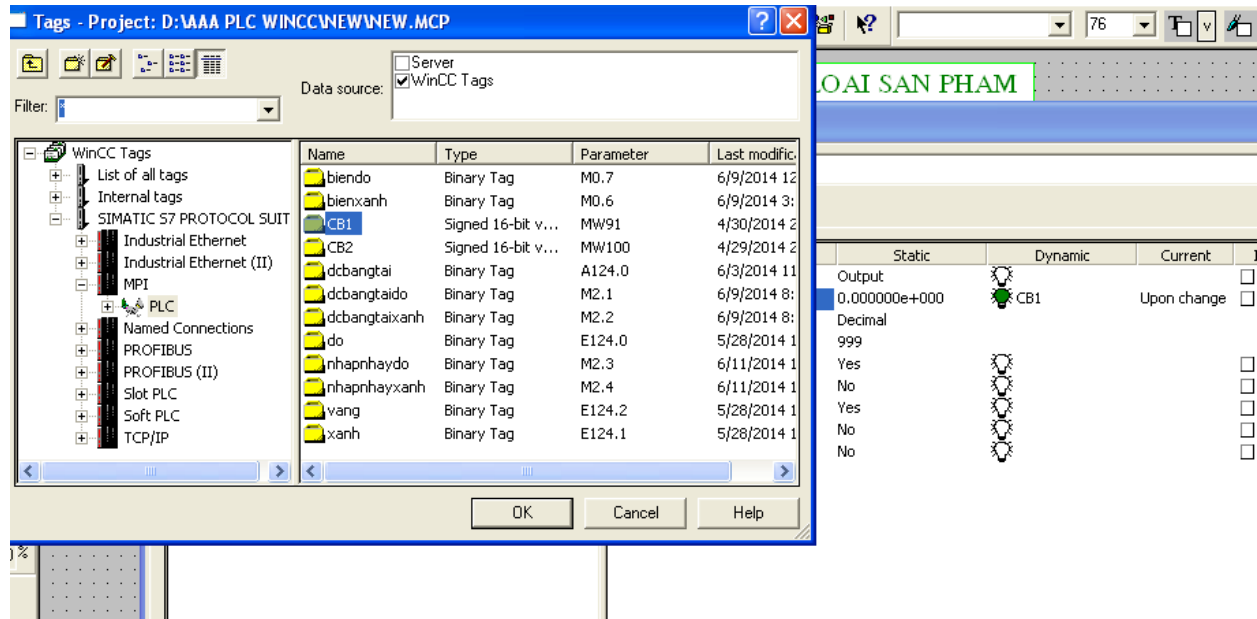 Tags - Project: D:\AAA PLC WINCC\NEW\NEW.MCP
76
v
Data source:
Server
WinCC Tags
Filter: *
LOAI SAN PHAM
WinCC Tags
List of all tags
Internal tags
SIMATIC S7 PROTOCOL SUIT
Industrial Ethernet
Industrial Ethernet (II)
MPI
PLC
Named Connections
PROFIBUS
PROFIBUS (II)
Slot PLC
Soft PLC
TCP/IP
Name Type Parameter Last modific
biendo Binary Tag M0.7 6/9/2014 12
bienxanh Binary Tag M0.6 6/9/2014 3:
CB1 Signed 16-bit v... MW91 4/30/2014 2
CB2 Signed 16-bit v... MW100 4/29/2014 2
dcbangtai Binary Tag A124.0 6/3/2014 11
dcbangtaido Binary Tag M2.1 6/9/2014 8:
dcbangtaixanh Binary Tag M2.2 6/9/2014 8:
do Binary Tag E124.0 5/28/2014 1
nhapnhaydo Binary Tag M2.3 6/11/2014 1
nhapnhayxanh Binary Tag M2.4 6/11/2014 1
vang Binary Tag E124.2 5/28/2014 1
xanh Binary Tag E124.1 5/28/2014 1
OK Cancel Help
Static Dynamic Current
Output
0.000000e+000 CB1 Upon change
Decimal
999
Yes
No
Yes
No
No
%